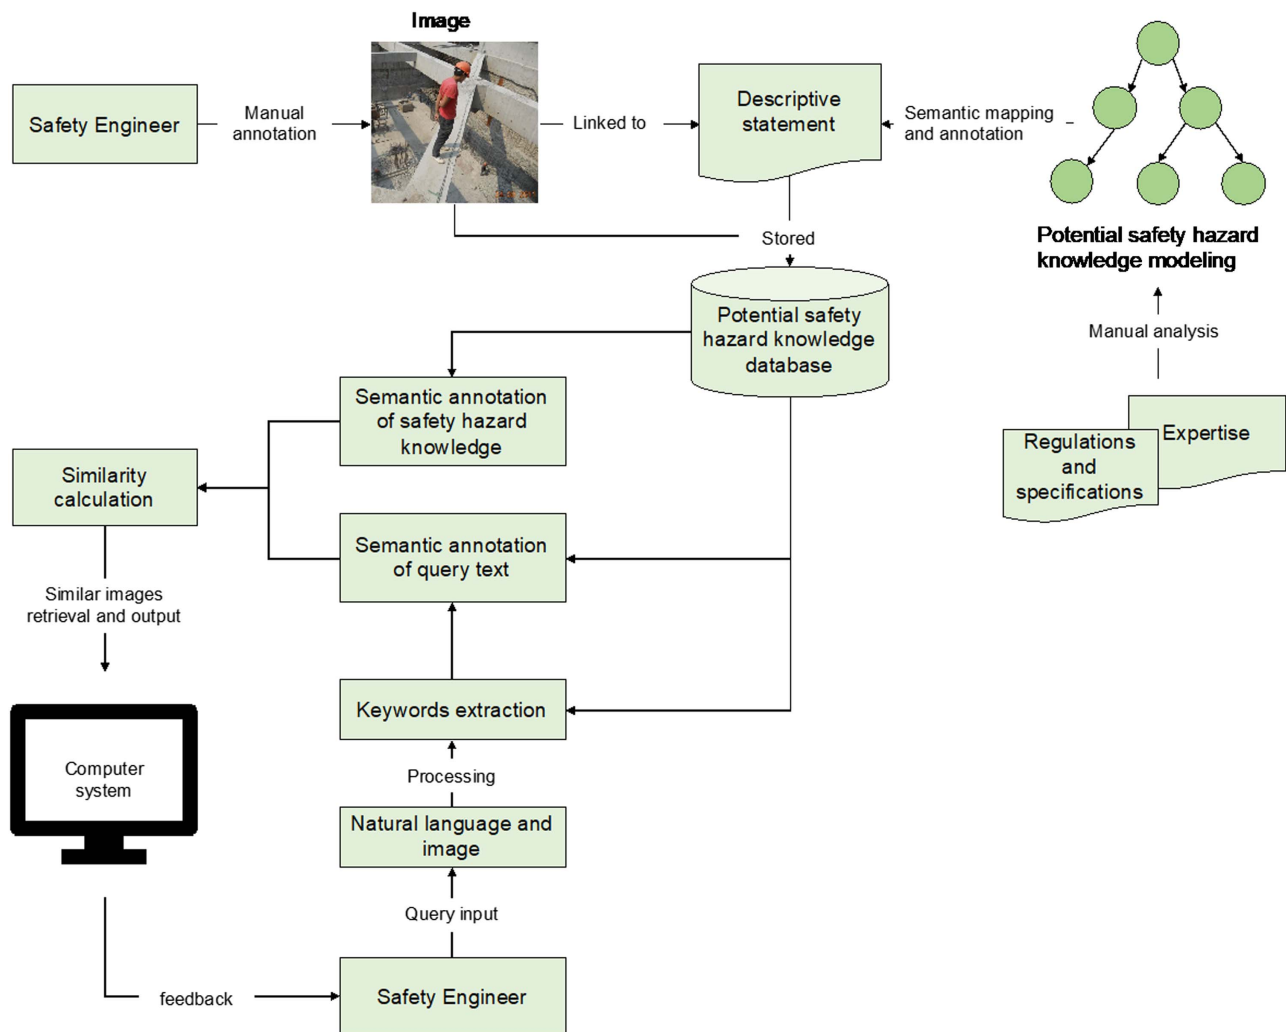 Image
Safety Engineer
Manual
annotation
Linked to
Descriptive
statement
Semantic mapping
and annotation
Stored
Potential safety hazard
knowledge modeling
Potential safety
hazard knowledge
database
Manual analysis
Semantic annotation
of safety hazard
knowledge
Expertise
Regulations
and
specifications
Similarity
calculation
Semantic annotation
of query text
Similar images
retrieval and output
Keywords extraction
Computer
system
Processing
Natural language and
image
Query input
feedback
Safety Engineer